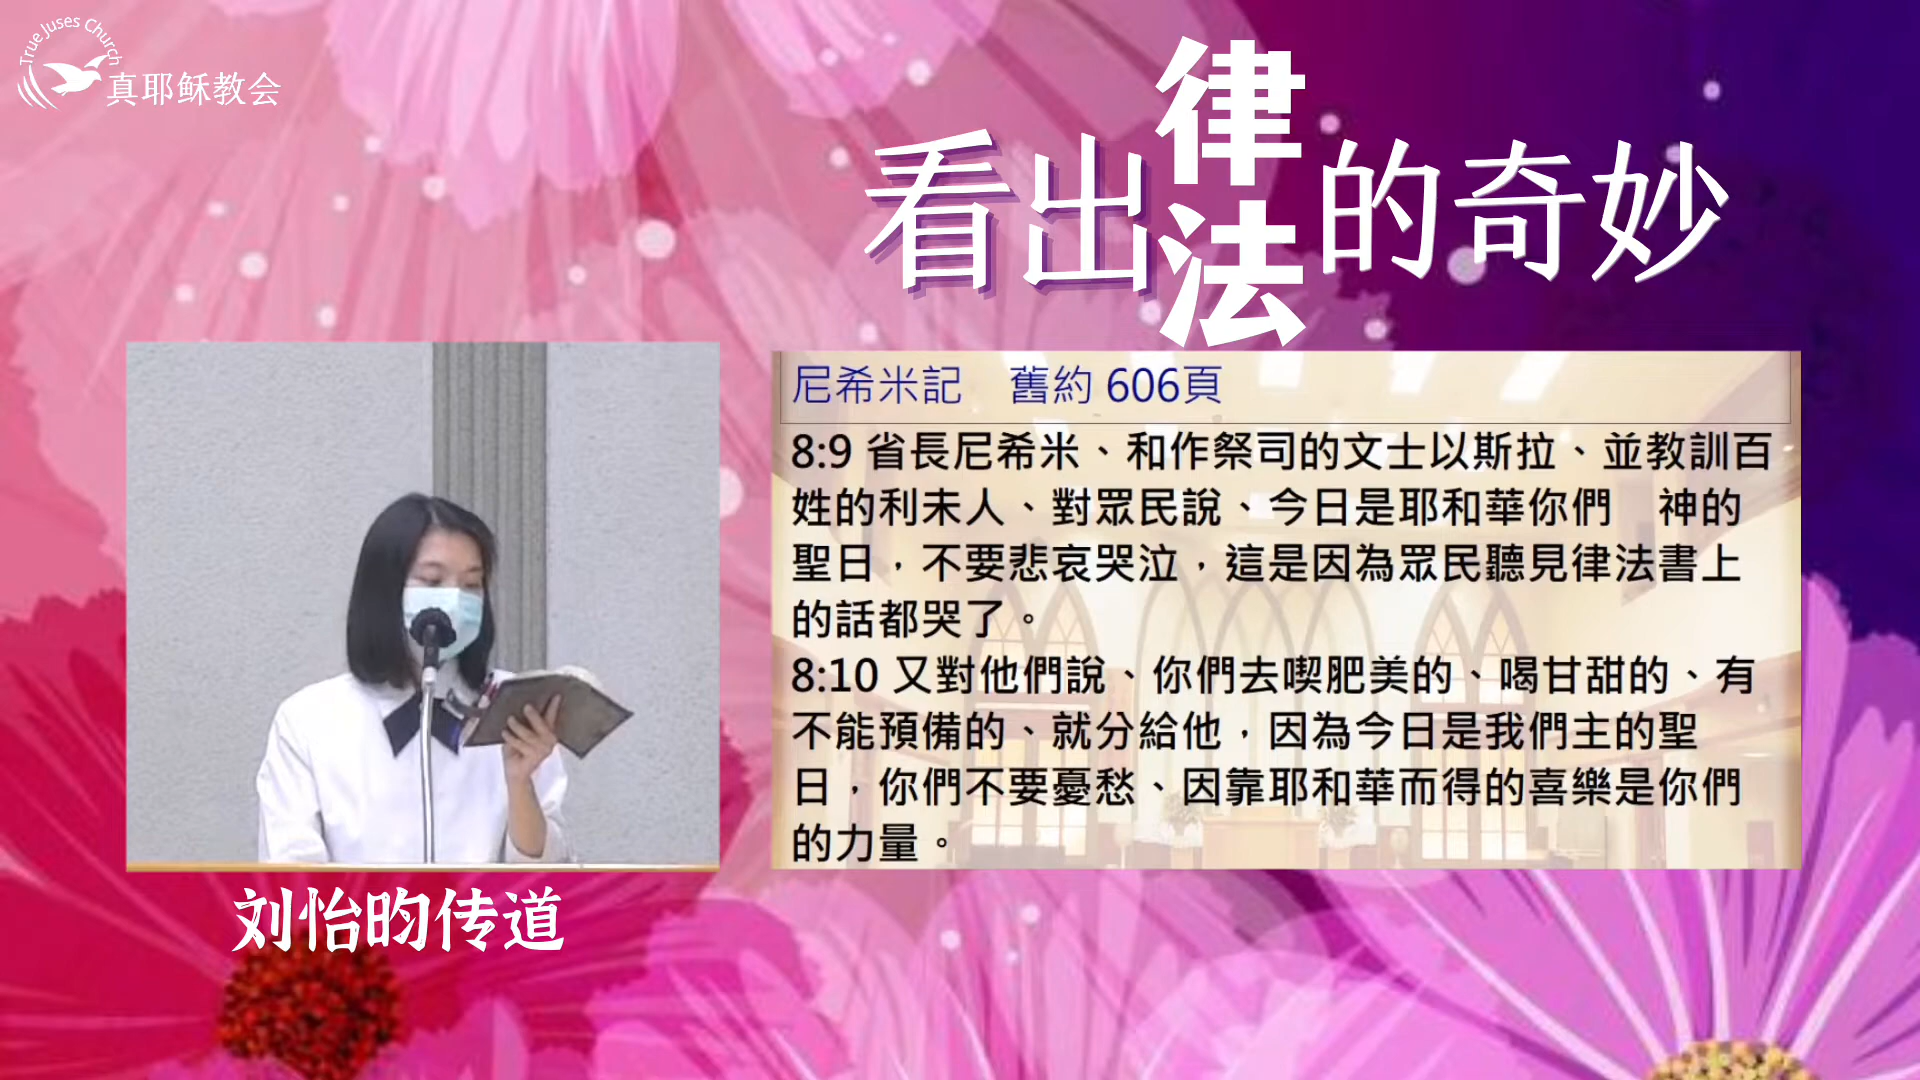 True Juses Church
真耶稣教会
看出律法的奇妙
尼希米記 舊約 606頁
8:9 省長尼希米、和作祭司的文士以斯拉、並教訓百
姓的利未人、對眾民說、今日是耶和華你們　神的
聖日，不要悲哀哭泣，這是因為眾民聽見律法書上
的話都哭了。
8:10 又對他們說、你們去喫肥美的、喝甘甜的、有
不能預備的、就分給他，因為今日是我們主的聖
日，你們不要憂愁、因靠耶和華而得的喜樂是你們
的力量。
刘怡昀传道